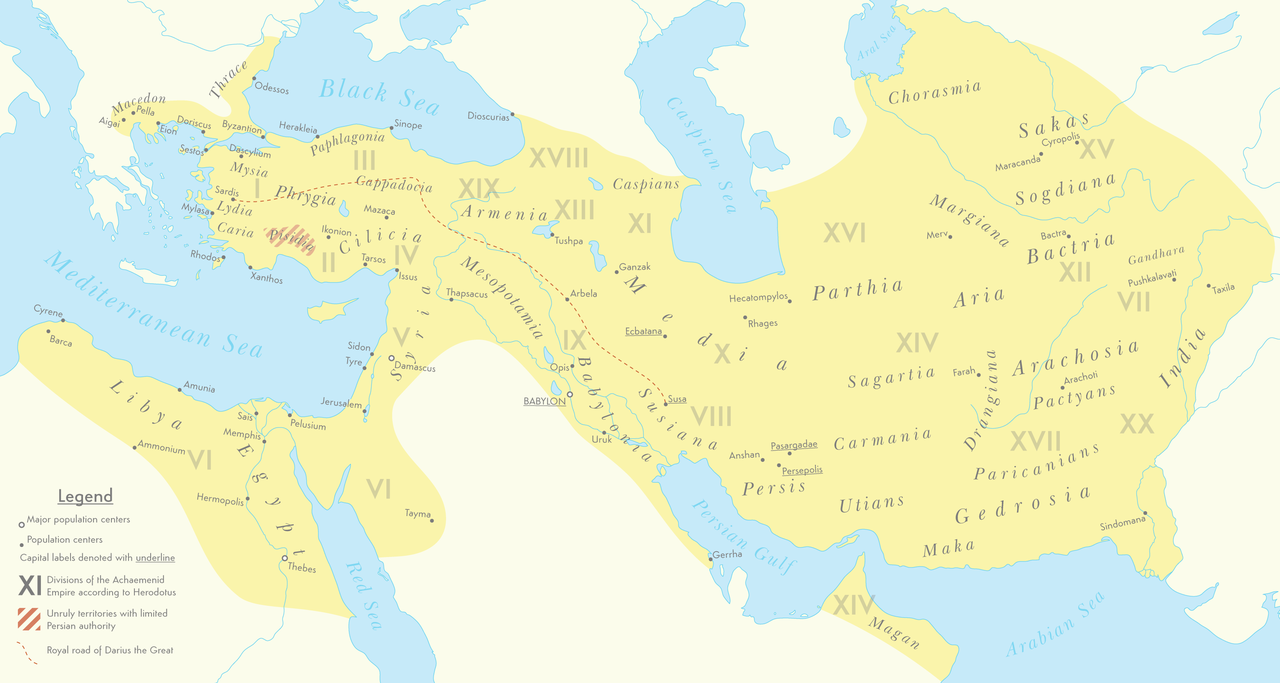 Aral Sea
Thrace
Odessos
Black Sea
Chorasmia
Macedon
Pella
Aigai
Eion
Doriscus
Byzantion
Herakleia
Sinope
Dioscurias
Caspian Sea
Sakas
Cyropolis
XV
Maracanda
Sestos
Dascylium
Paphlagonia
III
XVIII
Mysia
I
Sardis
Phrygia
Cappadocia
XIX
Caspians
Sogdiana
Mylasa
Lydia
Mazaca
Armenia
XIII
XI
XVI
Margiana
Merv
Caria
Pisidia
Ikonion
Cilicia
Tushpa
Bactra
Bactria
Rhodos
II
Tarsos
IV
Issus
Xanthos
Mesopotamia
Ganzak
Gandhara
XII
Pushkalavati
VII
Taxila
Mediterranean Sea
Thapsacus
Arbela
Media
Hecatompylos
Parthia
Aria
Cyrene
Barca
Syria
V
Rhages
Sidon
Tyre
Damascus
IX
Ecbatana
X
XIV
Arachosia
India
Opis
Babylonia
Sagartia
Farah
Drangiana
Arachoti
Pactyans
Libya
Amunia
Jerusalem
BABYLON
Susiana
Susa
VIII
XX
Sais
Pelusium
Memphis
Uruk
Carmania
XVII
Ammonium
VI
Egypt
Anshan
Pasargadae
Persepolis
Paricanians
Persis
Hermopolis
VI
Tayma
Persian Gulf
Utians
Gedrosia
Sindomana
Gerrha
Maka
Thebes
Red Sea
XIV
Magan
Arabian Sea
Legend
Major population centers
Population centers
Capital labels denoted with underline
XI
Divisions of the Achaemenid
Empire according to Herodotus
Unruly territories with limited
Persian authority
Royal road of Darius the Great